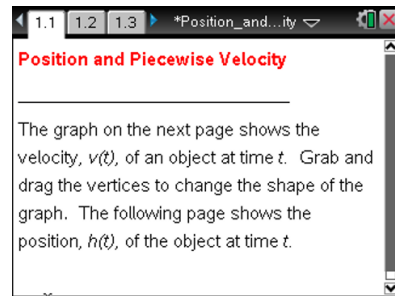 1.1 1.2 1.3 *Position_and...ity
Position and Piecewise Velocity
The graph on the next page shows the
velocity, v(t), of an object at time t. Grab and
drag the vertices to change the shape of the
graph. The following page shows the
position, h(t), of the object at time t.